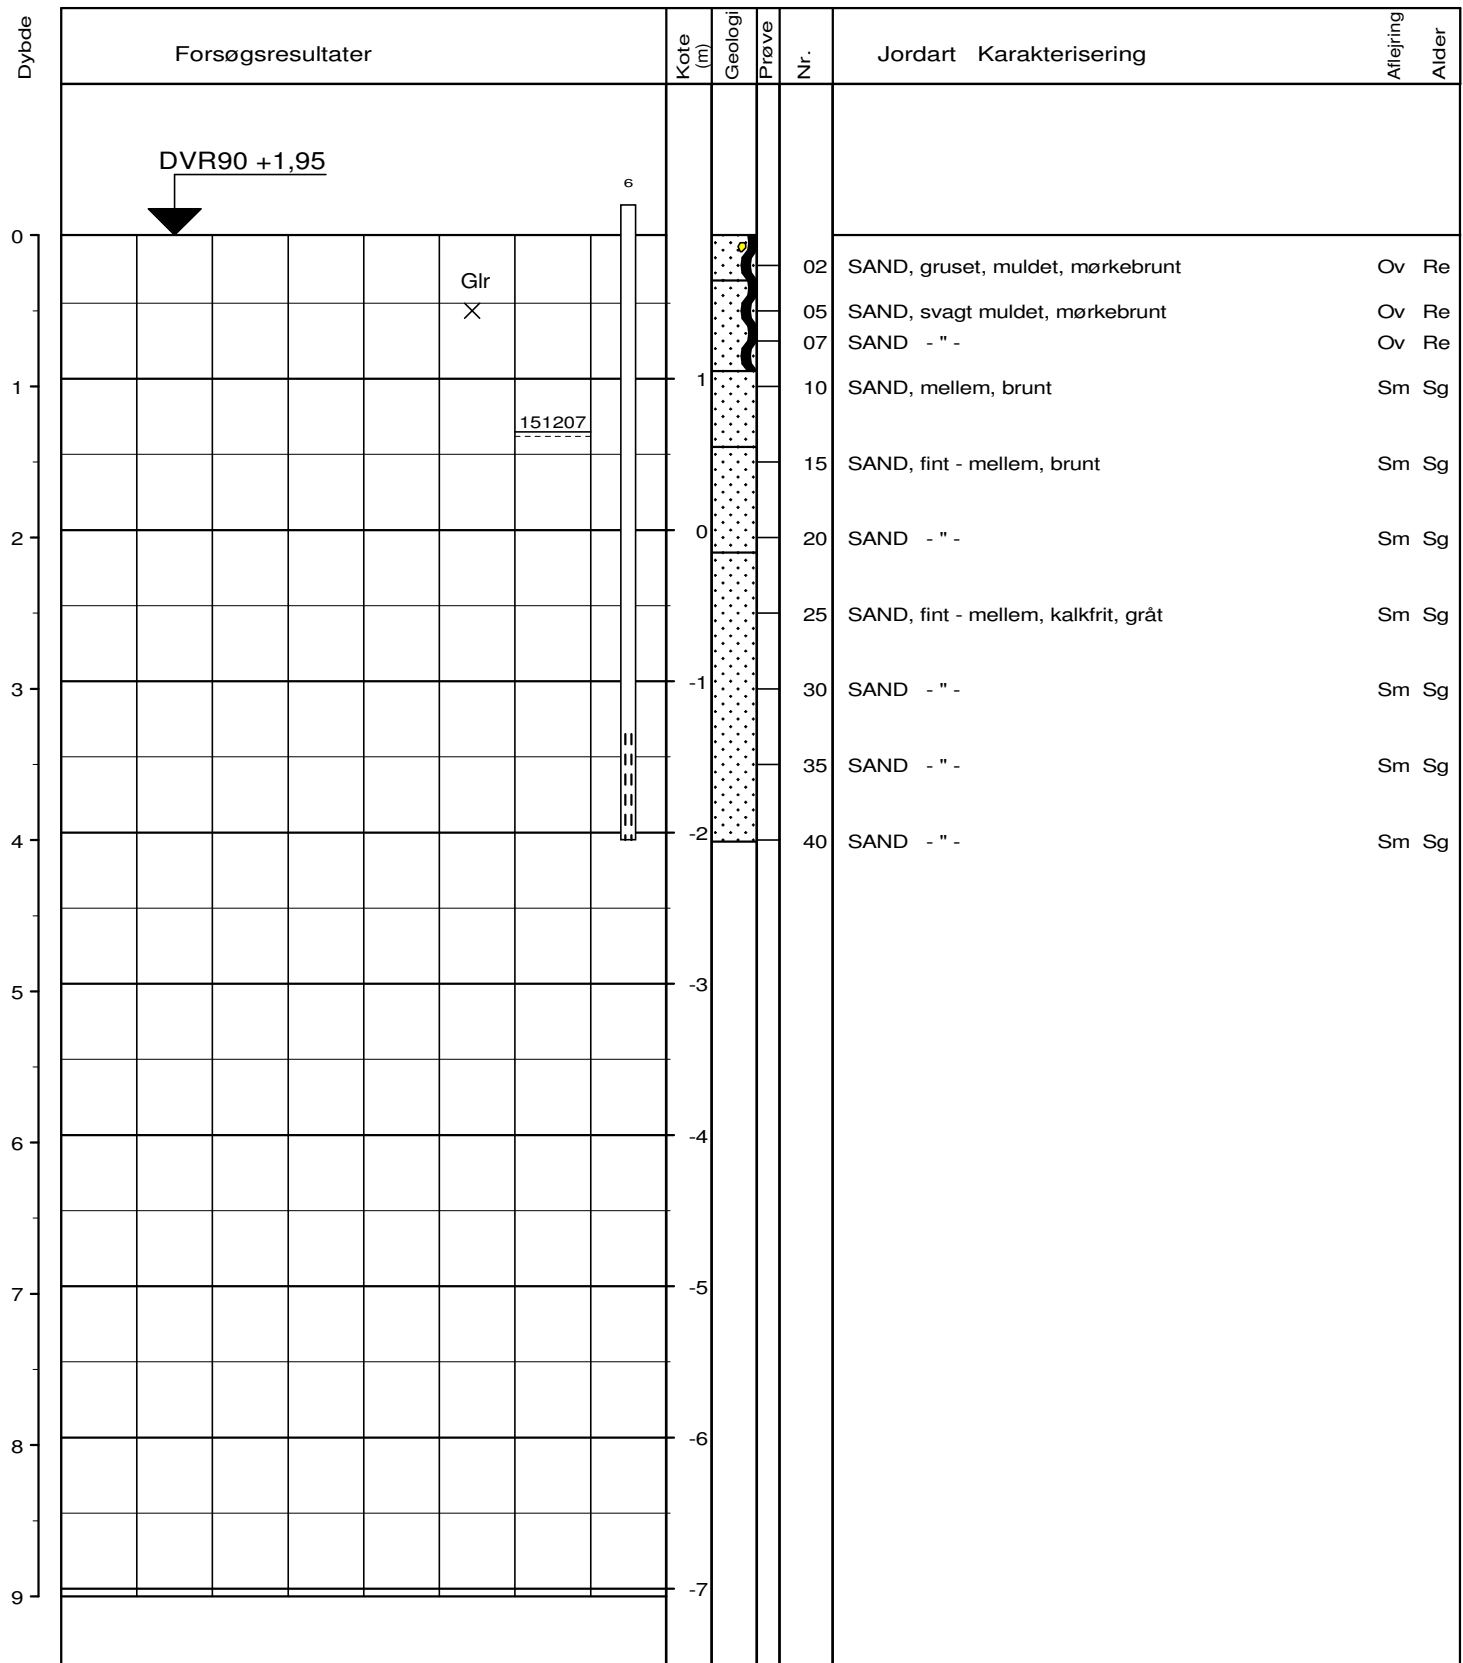 Dybde Forsøgsresultater Kote (m) Geologi Prøve Nr. Jordart Karakterisering Aflejring Alder
DVR90 +1,95
6
0
02 SAND, gruset, muldet, mørkebrunt Ov Re
Glr
05 SAND, svagt muldet, mørkebrunt Ov Re
07 SAND - " - Ov Re
1 1 10 SAND, mellem, brunt Sm Sg
151207
15 SAND, fint - mellem, brunt Sm Sg
2 0 20 SAND - " - Sm Sg
25 SAND, fint - mellem, kalkfrit, gråt Sm Sg
3 -1 30 SAND - " - Sm Sg
35 SAND - " - Sm Sg
4 -2 40 SAND - " - Sm Sg
5 -3
6 -4
7 -5
8 -6
9 -7